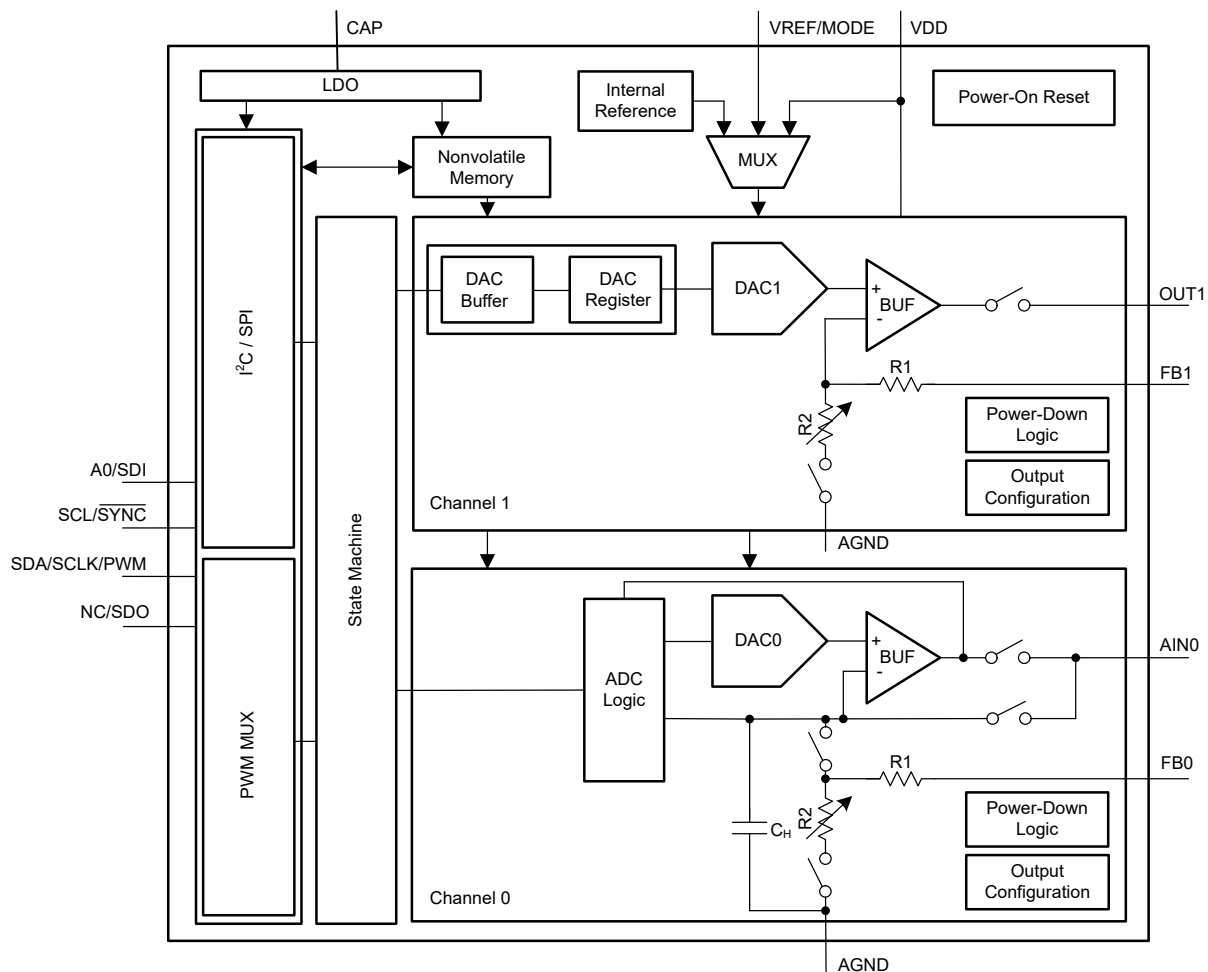 CAP
VREF/MODE
VDD
LDO
Internal
Reference
Power-On Reset
MUX
Nonvolatile
Memory
I²C / SPI
State Machine
DAC
Buffer
DAC
Register
DAC1
+
BUF
-
OUT1
R1
FB1
R2
Power-Down
Logic
Output
Configuration
Channel 1
AGND
A0/SDI
SCL/SYNC
SDA/SCLK/PWM
NC/SDO
PWM MUX
ADC
Logic
DAC0
+
BUF
-
AIN0
R1
FB0
CH
R2
Power-Down
Logic
Output
Configuration
Channel 0
AGND